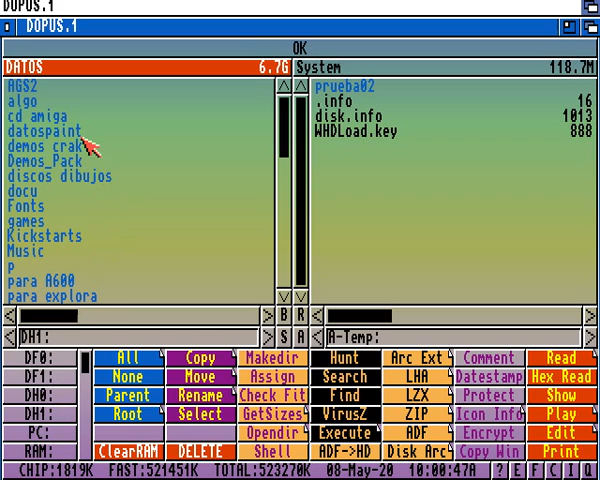 DOPUS.1
DOPUS.1
OK
DATOS 6.7G System 118.7M
AGS2 prueba02
algo .info 16
cd amiga disk.info 1013
datospaint WHDLoad.key 888
demos crak
Demos_Pack
discos dibujos
docu
Fonts
games
Kickstarts
Music
p
para A600
para explora
B R
DH1: S A A-Temp:
DF0: All Copy Makedir Hunt Arc Ext Comment Read
DF1: None Move Assign Search LHA Datestamp Hex Read
DH0: Parent Rename Check Fit Find LZX Protect Show
DH1: Root Select GetSizes VirusZ ZIP Icon Info Play
PC: Opendir Execute ADF Encrypt Edit
RAM: ClearRAM DELETE Shell ADF->HD Disk Arc Copy Win Print
CHIP:1819K FAST:521451K TOTAL:523270K 08-May-20 10:00:47A ? E F C I Q